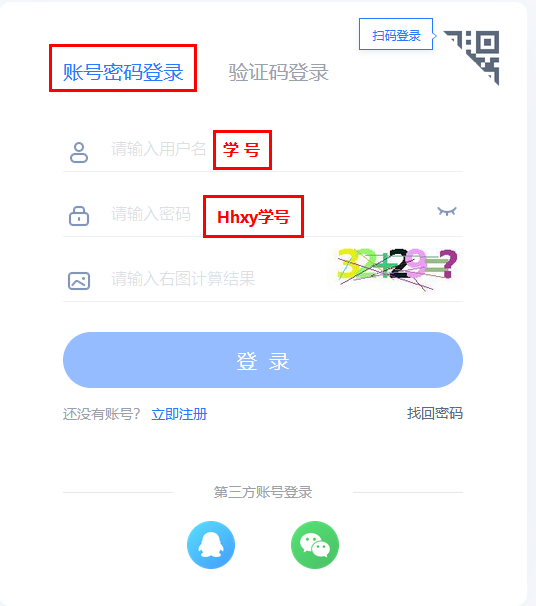 扫码登录
账号密码登录 验证码登录
请输入用户名 学 号
请输入密码 Hhxy学号
请输入右图计算结果 32+29=?
登 录
还没有账号? 立即注册 找回密码
第三方账号登录